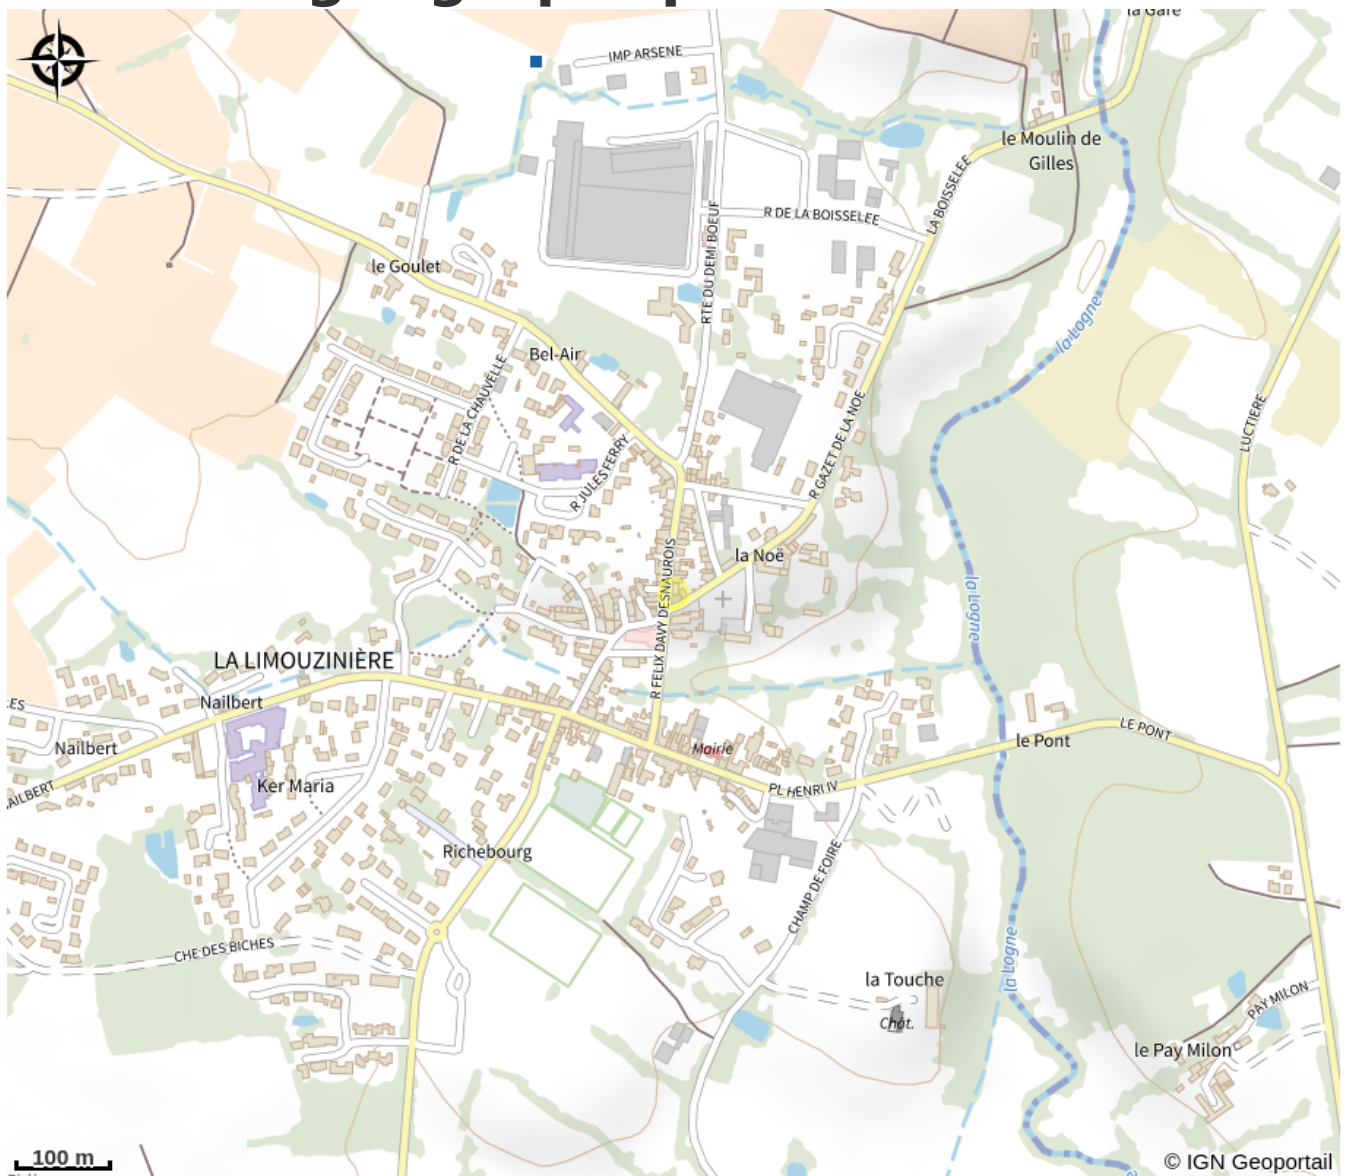 la Gare
IMP ARSENE
le Moulin de
Gilles
LA BOISSELEE
R DE LA BOISSELEE
RTE DU DEMI BOEUF
le Goulet
la Logne
Bel-Air
R DE LA CHAUVELLE
R GAZET DE LA NOE
LUCTIERE
R JULES FERRY
la Noë
R FELIX DAVY DESNAUROIS
la Logne
LA LIMOUZINIÈRE
Nailbert
Nailbert
Mairie
le Pont
LE PONT
Ker Maria
PL HENRI IV
Richebourg
CHAMP DE FOIRE
CHE DES BICHES
la Logne
la Touche
Chât.
PAY MILON
le Pay Milon
100 m
© IGN Geoportail